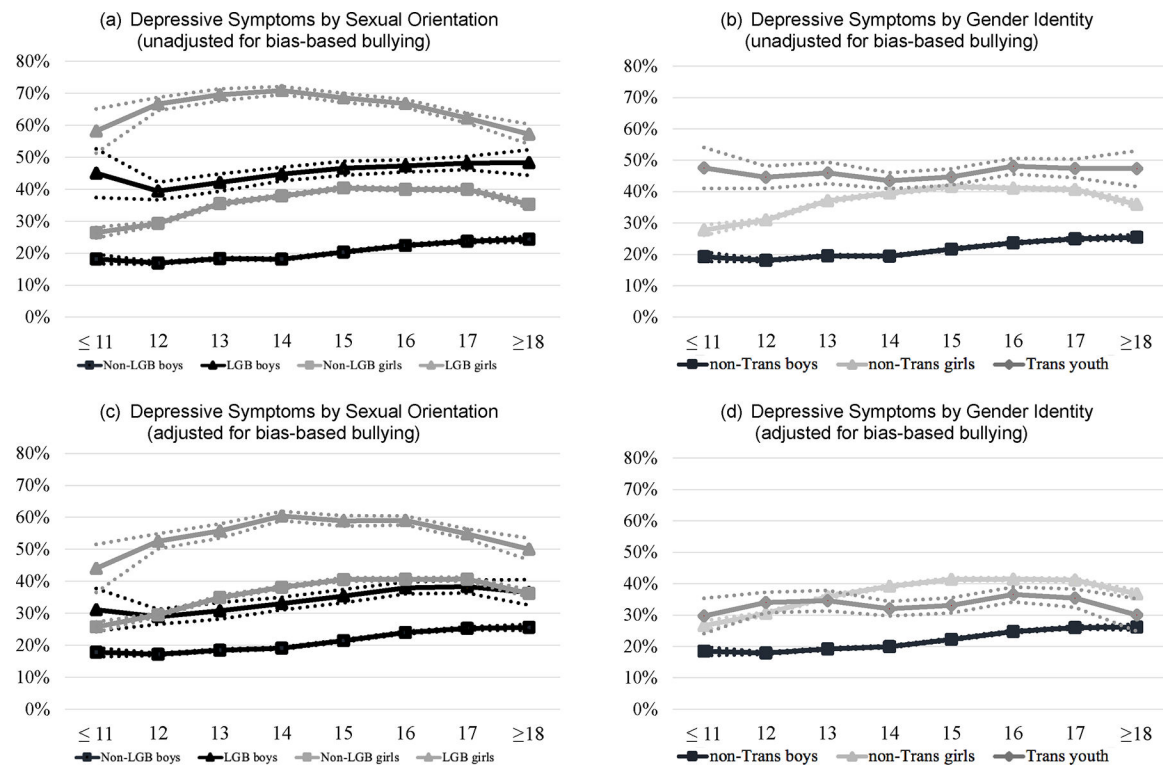 (a) Depressive Symptoms by Sexual Orientation
(unadjusted for bias-based bullying)
80%
70%
60%
50%
40%
30%
20%
10%
0%
≤ 11 12 13 14 15 16 17 ≥18
Non-LGB boys LGB boys Non-LGB girls LGB girls
(b) Depressive Symptoms by Gender Identity
(unadjusted for bias-based bullying)
80%
70%
60%
50%
40%
30%
20%
10%
0%
≤ 11 12 13 14 15 16 17 ≥18
non-Trans boys non-Trans girls Trans youth
(c) Depressive Symptoms by Sexual Orientation
(adjusted for bias-based bullying)
80%
70%
60%
50%
40%
30%
20%
10%
0%
≤ 11 12 13 14 15 16 17 ≥18
Non-LGB boys LGB boys Non-LGB girls LGB girls
(d) Depressive Symptoms by Gender Identity
(adjusted for bias-based bullying)
80%
70%
60%
50%
40%
30%
20%
10%
0%
≤ 11 12 13 14 15 16 17 ≥18
non-Trans boys non-Trans girls Trans youth